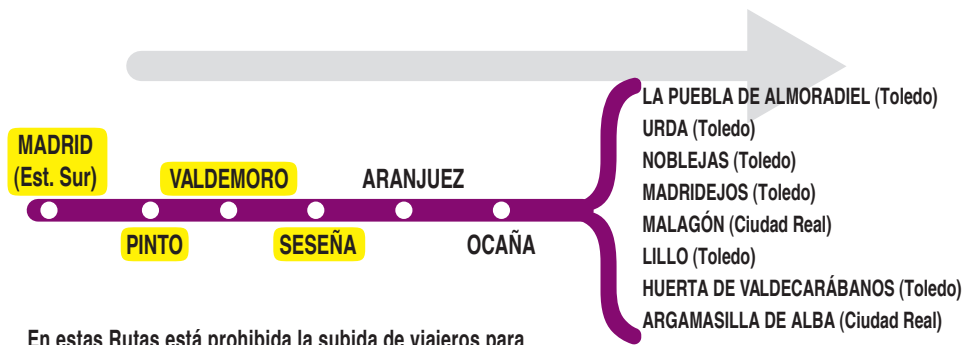 MADRID
(Est. Sur)
PINTO
VALDEMORO
SESEÑA
ARANJUEZ
OCAÑA
LA PUEBLA DE ALMORADIEL (Toledo)
URDA (Toledo)
NOBLEJAS (Toledo)
MADRIDEJOS (Toledo)
MALAGÓN (Ciudad Real)
LILLO (Toledo)
HUERTA DE VALDECARÁBANOS (Toledo)
ARGAMASILLA DE ALBA (Ciudad Real)
En estas Rutas está prohibida la subida de viajeros para